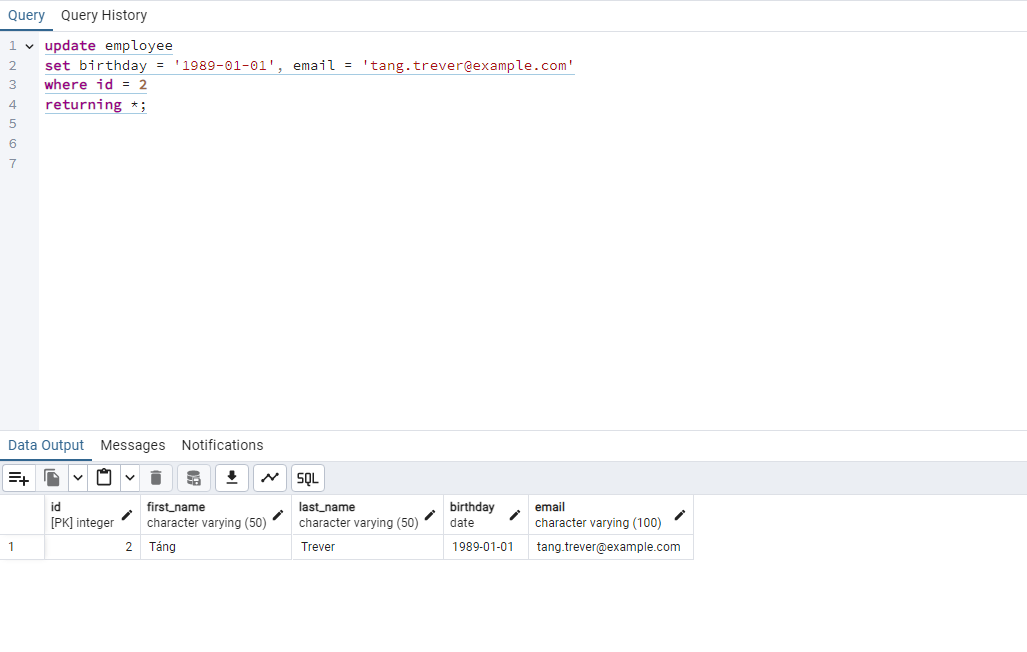 Query Query History
1 update employee
2 set birthday = '1989-01-01', email = 'tang.trever@example.com'
3 where id = 2
4 returning *;
5
6
7
Data Output Messages Notifications
SQL
id first_name last_name birthday email
[PK] integer character varying (50) character varying (50) date character varying (100)
1 2 Táng Trever 1989-01-01 tang.trever@example.com